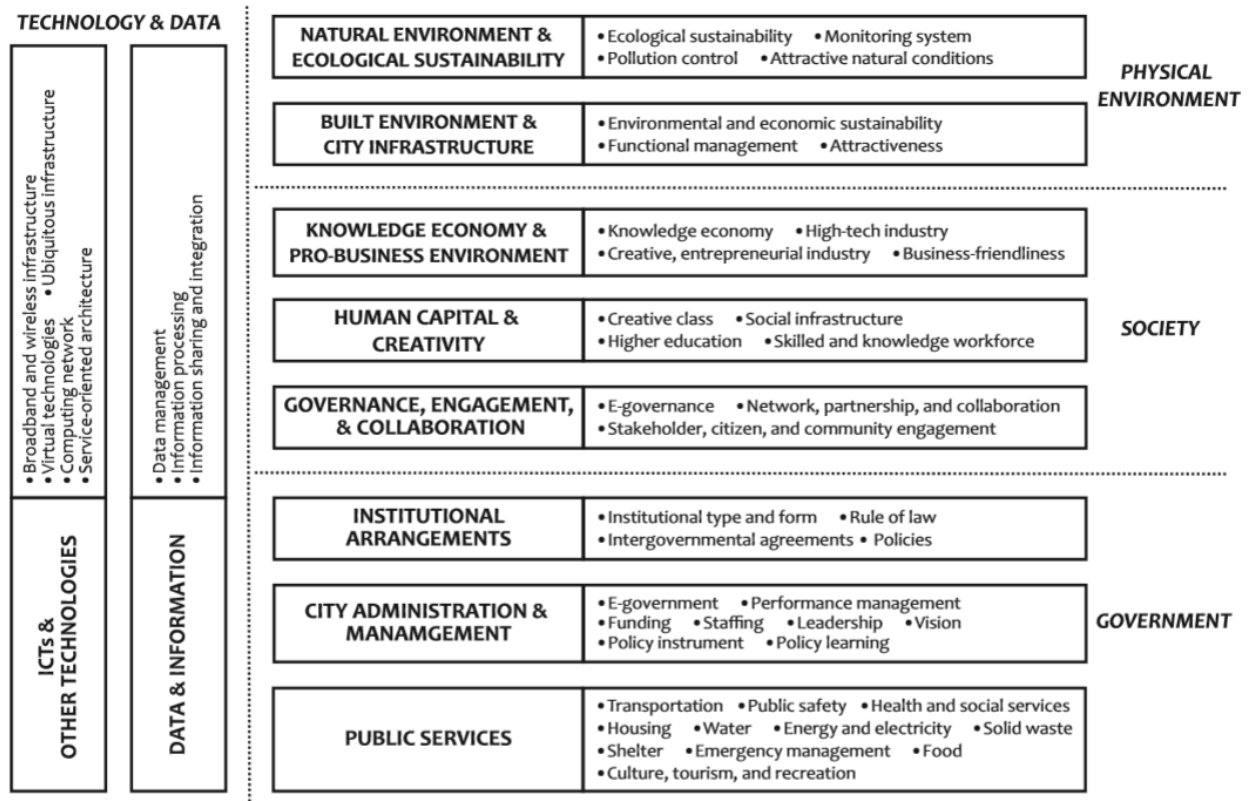 TECHNOLOGY & DATA
• Broadband and wireless infrastructure
• Virtual technologies • Ubiquitous infrastructure
• Computing network
• Service-oriented architecture
ICTs &
OTHER TECHNOLOGIES
• Data management
• Information processing
• Information sharing and integration
DATA & INFORMATION
NATURAL ENVIRONMENT &
ECOLOGICAL SUSTAINABILITY
• Ecological sustainability • Monitoring system
• Pollution control • Attractive natural conditions
BUILT ENVIRONMENT &
CITY INFRASTRUCTURE
• Environmental and economic sustainability
• Functional management • Attractiveness
PHYSICAL
ENVIRONMENT
KNOWLEDGE ECONOMY &
PRO-BUSINESS ENVIRONMENT
• Knowledge economy • High-tech industry
• Creative, entrepreneurial industry • Business-friendliness
HUMAN CAPITAL &
CREATIVITY
• Creative class • Social infrastructure
• Higher education • Skilled and knowledge workforce
GOVERNANCE, ENGAGEMENT,
& COLLABORATION
• E-governance • Network, partnership, and collaboration
• Stakeholder, citizen, and community engagement
SOCIETY
INSTITUTIONAL
ARRANGEMENTS
• Institutional type and form • Rule of law
• Intergovernmental agreements • Policies
CITY ADMINISTRATION &
MANAMGEMENT
• E-government • Performance management
• Funding • Staffing • Leadership • Vision
• Policy instrument • Policy learning
PUBLIC SERVICES
• Transportation • Public safety • Health and social services
• Housing • Water • Energy and electricity • Solid waste
• Shelter • Emergency management • Food
• Culture, tourism, and recreation
GOVERNMENT